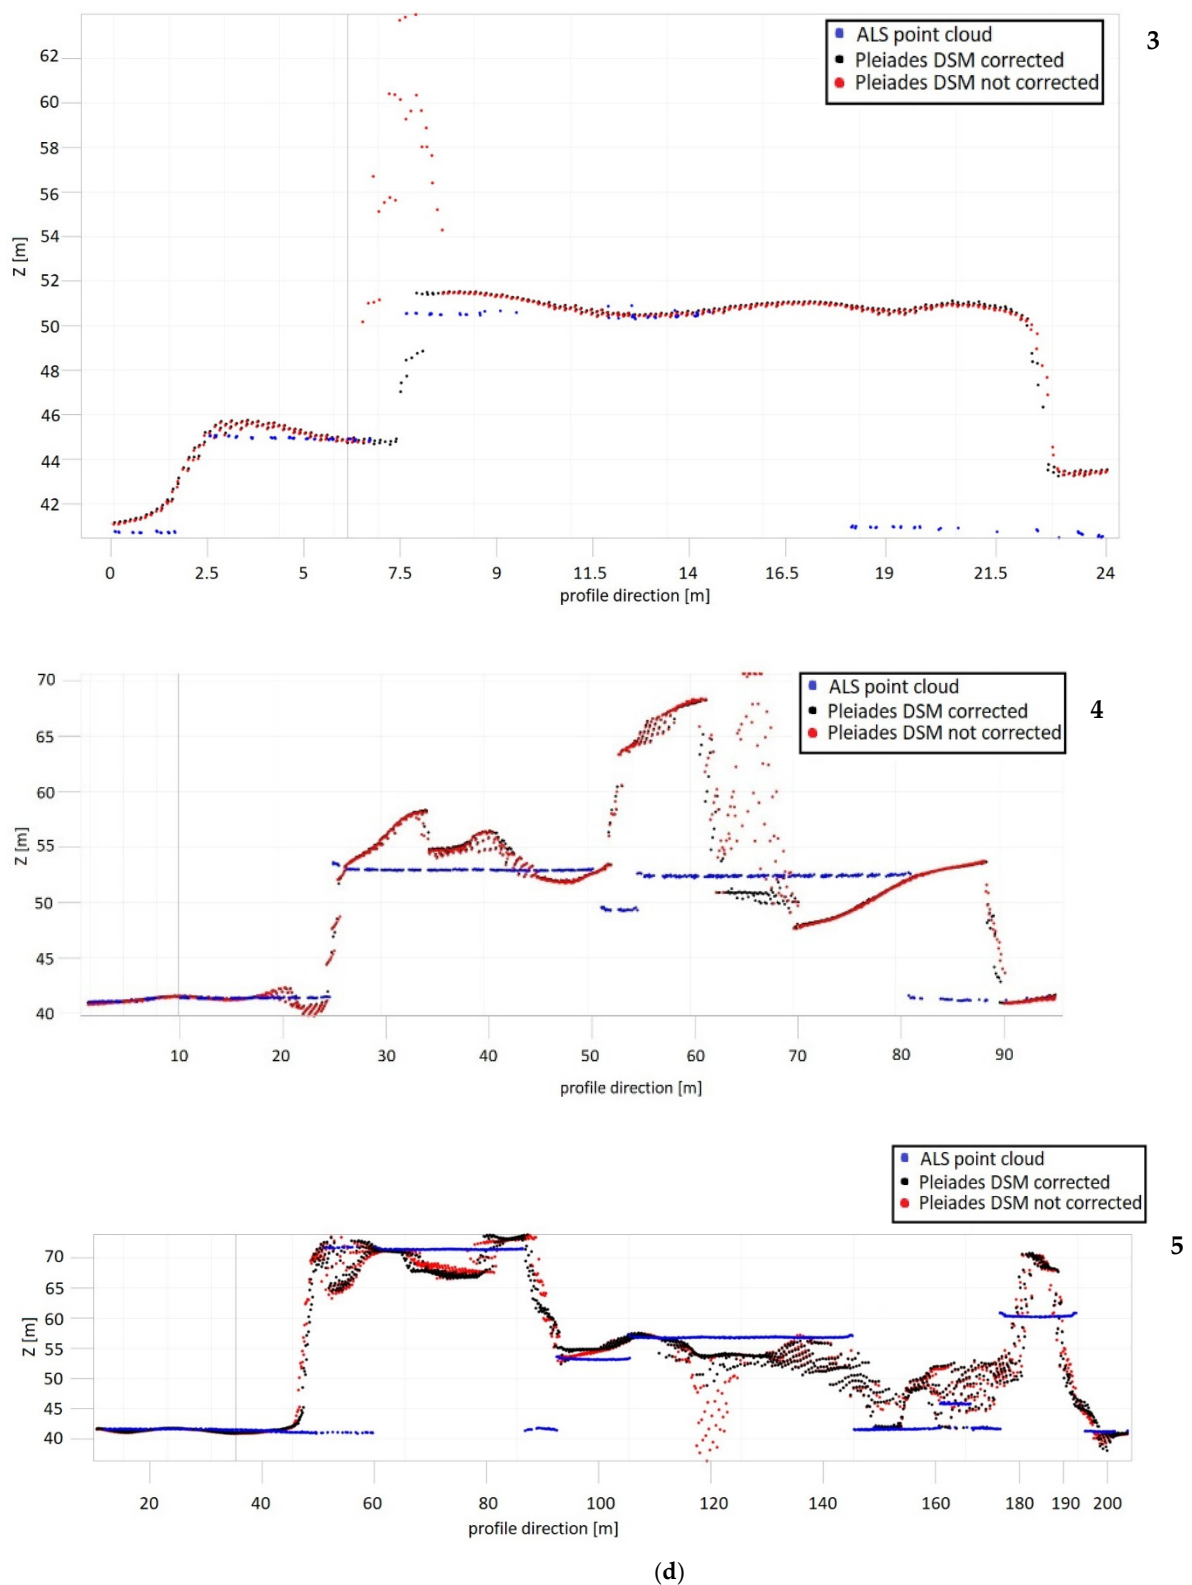 ALS point cloud
Pleiades DSM corrected
Pleiades DSM not corrected
3
62
60
58
56
54
52
50
48
46
44
42
Z [m]
0 2.5 5 7.5 9 11.5 14 16.5 19 21.5 24
profile direction [m]
ALS point cloud
Pleiades DSM corrected
Pleiades DSM not corrected
4
70
65
60
55
50
45
40
Z [m]
10 20 30 40 50 60 70 80 90
profile direction [m]
ALS point cloud
Pleiades DSM corrected
Pleiades DSM not corrected
5
70
65
60
55
50
45
40
Z [m]
20 40 60 80 100 120 140 160 180 190 200
profile direction [m]
(d)